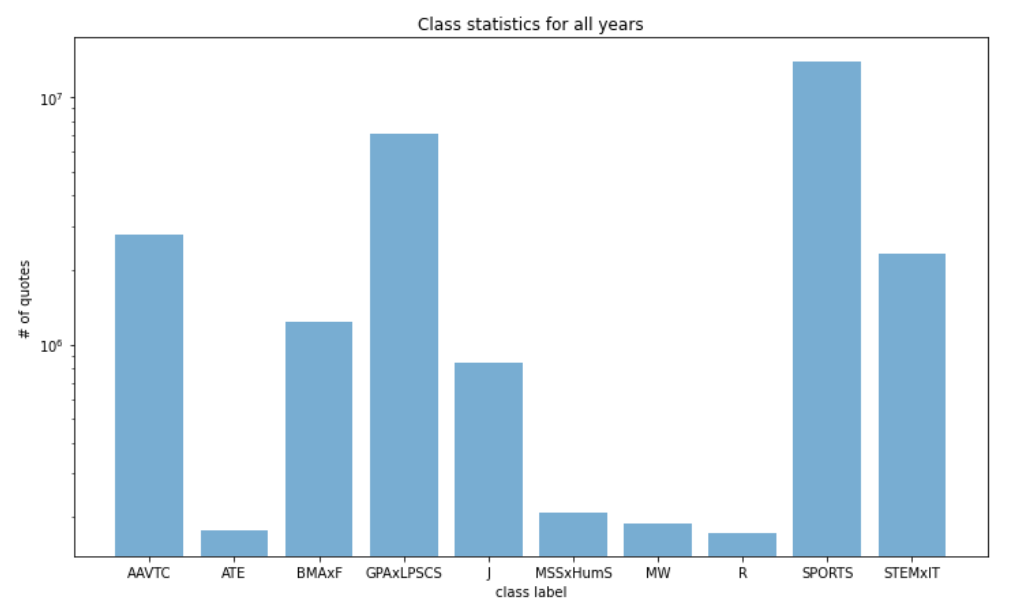 Class statistics for all years
10⁷
10⁶
# of quotes
AAVTC ATE BMAxF GPAxLPSCS J MSSxHumS MW R SPORTS STEMxIT
class label